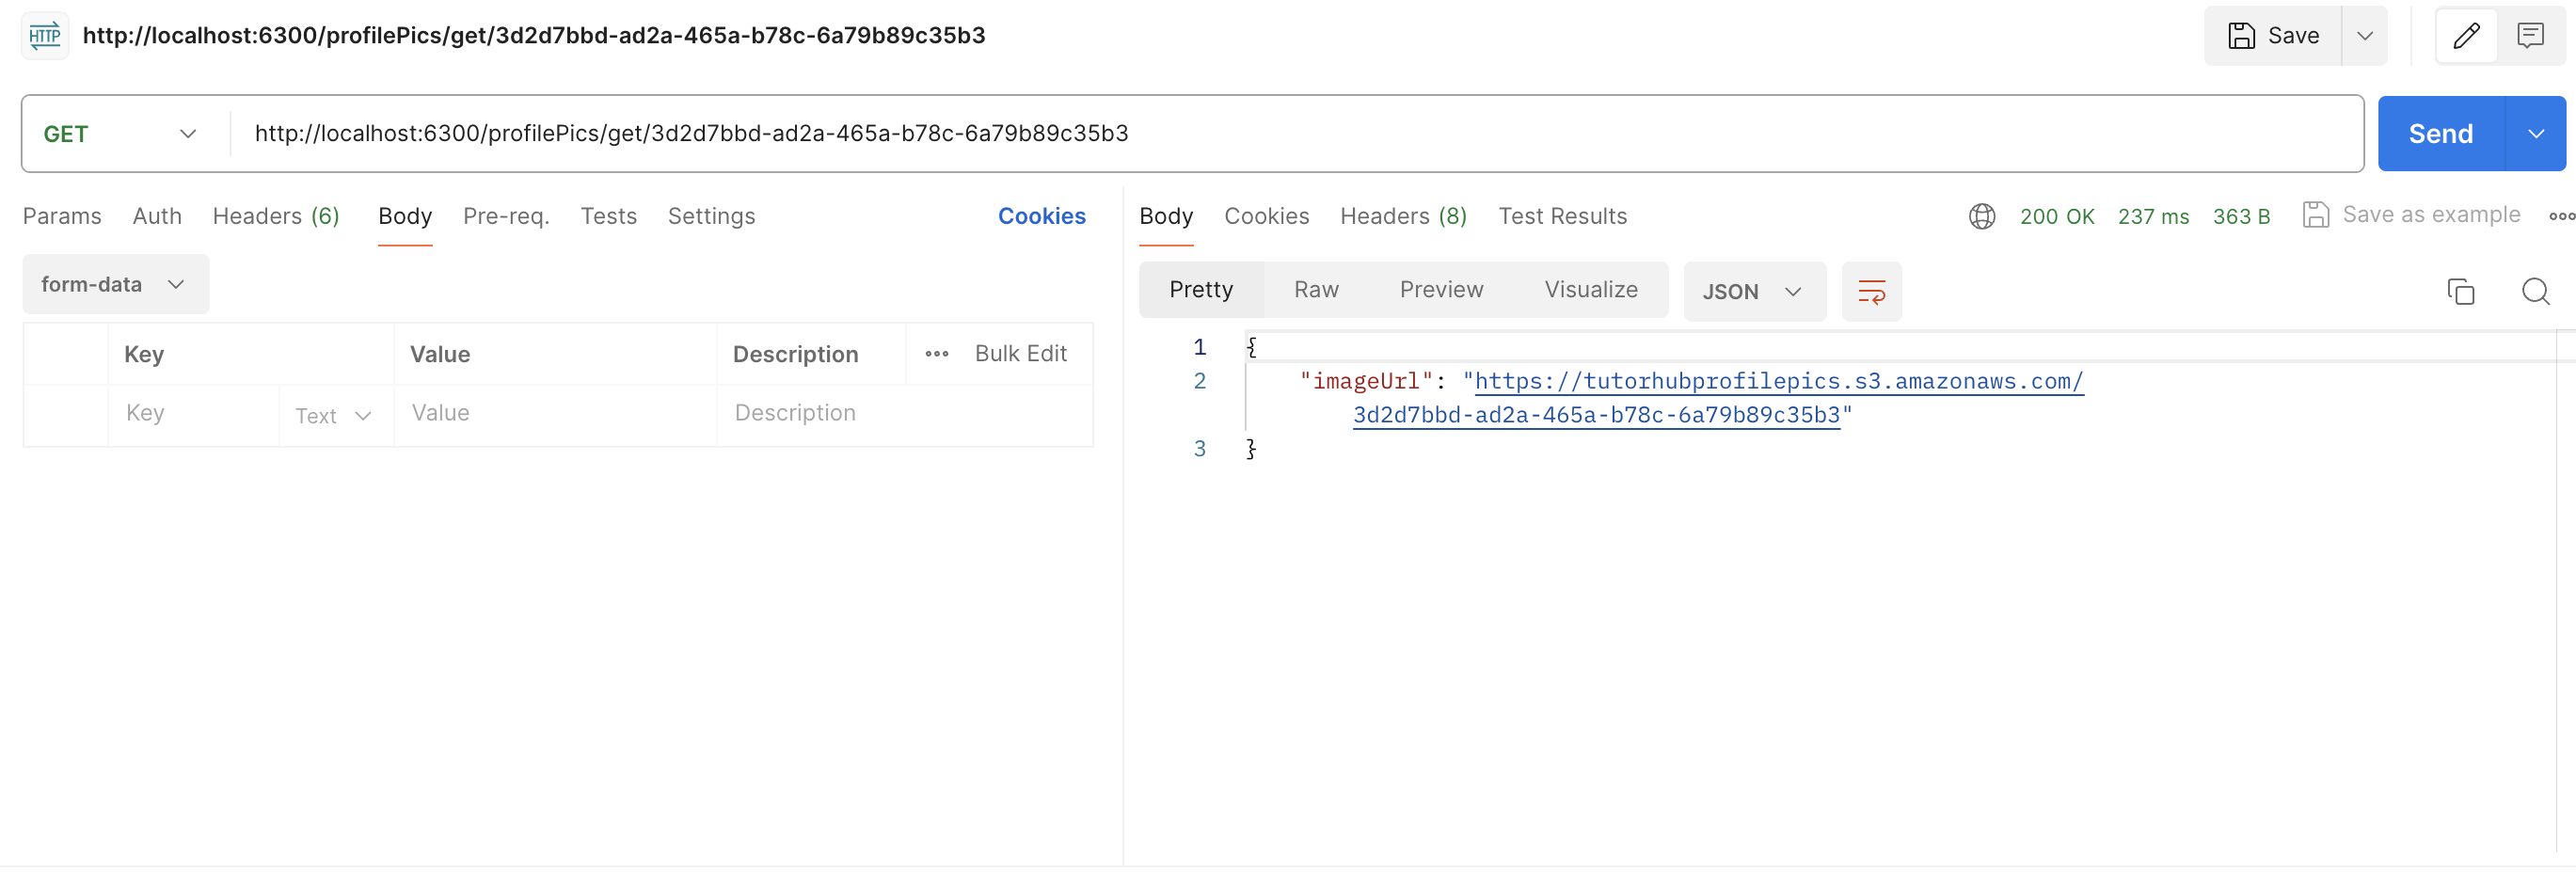 HTTP http://localhost:6300/profilePics/get/3d2d7bbd-ad2a-465a-b78c-6a79b89c35b3 Save
GET http://localhost:6300/profilePics/get/3d2d7bbd-ad2a-465a-b78c-6a79b89c35b3 Send
Params Auth Headers (6) Body Pre-req. Tests Settings Cookies
form-data
Key Value Description Bulk Edit
Key Text Value Description
Body Cookies Headers (8) Test Results 200 OK 237 ms 363 B Save as example
Pretty Raw Preview Visualize JSON
1 {
2 "imageUrl": "https://tutorhubprofilepics.s3.amazonaws.com/
3d2d7bbd-ad2a-465a-b78c-6a79b89c35b3"
3 }